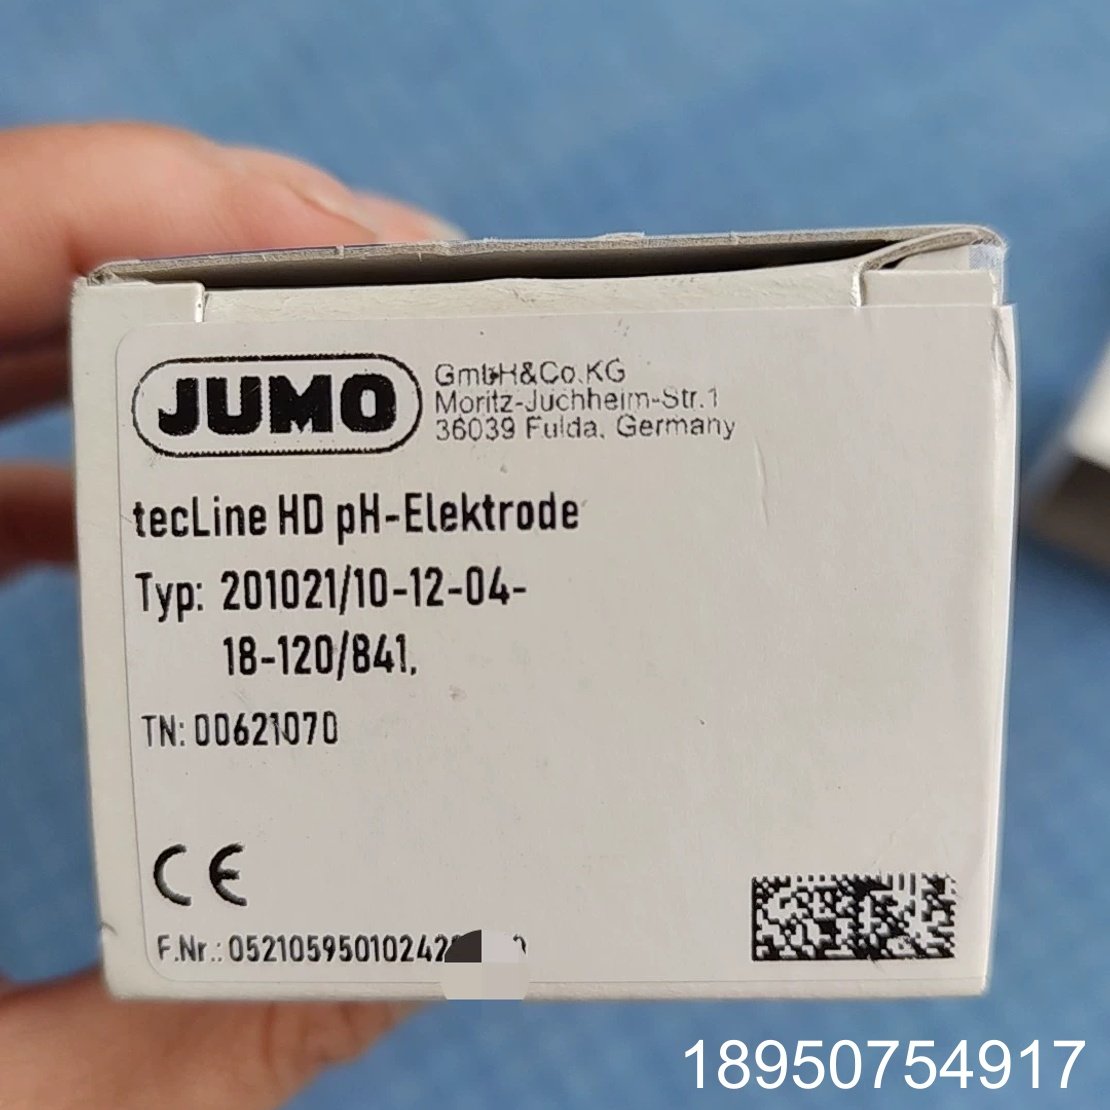 JUMO
GmbH&Co.KG
Moritz-Juchheim-Str.1
36039 Fulda, Germany
tecLine HD pH-Elektrode
Typ: 201021/10-12-04-
18-120/841,
TN: 00621070
CE
F.Nr.: 05210595010242
18950754917